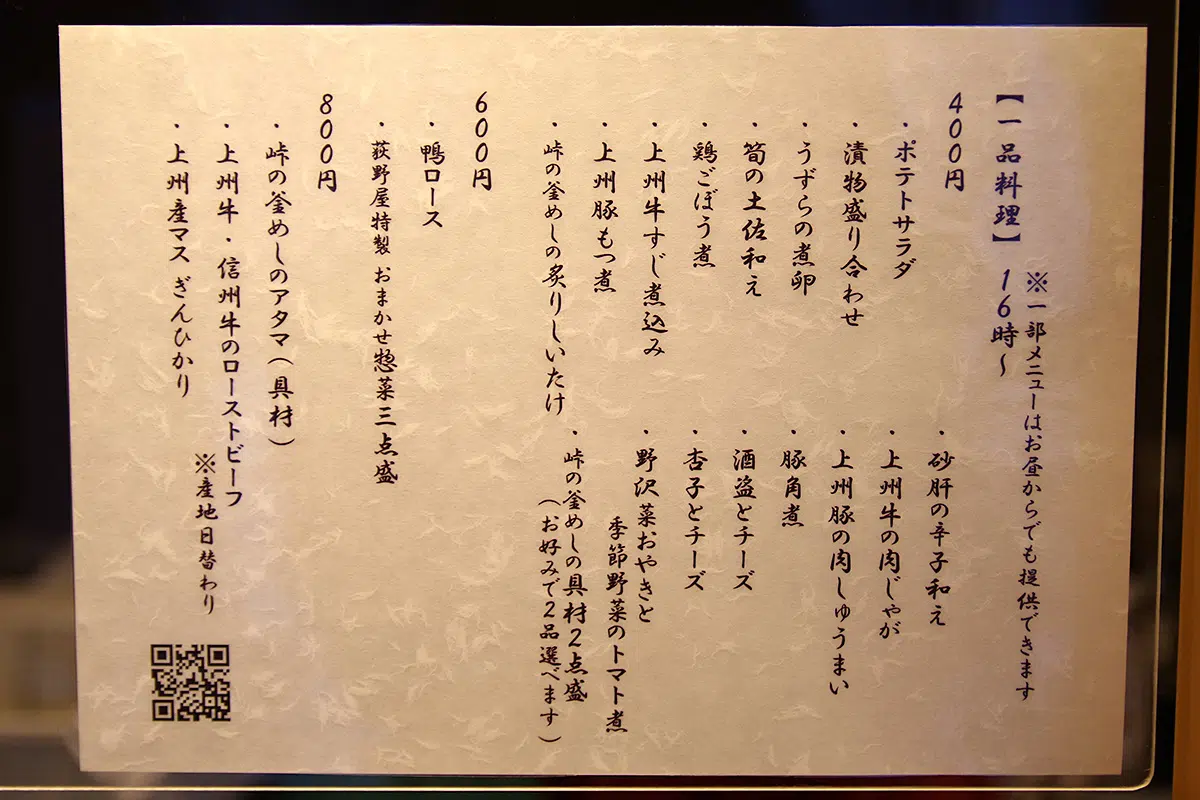 【一品料理】 16時～
※一部メニューはお昼からでも提供できます
400円
・ポテトサラダ
・漬物盛り合わせ
・うずらの煮卵
・筍の土佐和え
・鶏ごぼう煮
・上州牛すじ煮込み
・上州豚もつ煮
・峠の釜めしの炙りしいたけ
・砂肝の辛子和え
・上州牛の肉じゃが
・上州豚の肉しゅうまい
・豚角煮
・酒盗とチーズ
・杏子とチーズ
・野沢菜おやきと
季節野菜のトマト煮
・峠の釜めしの具材2点盛
（お好みで2品選べます）
600円
・鴨ロース
・荻野屋特製 おまかせ惣菜三点盛
800円
・峠の釜めしのアタマ（具材）
・上州牛・信州牛のローストビーフ
※産地日替わり
・上州産マス ぎんひかり